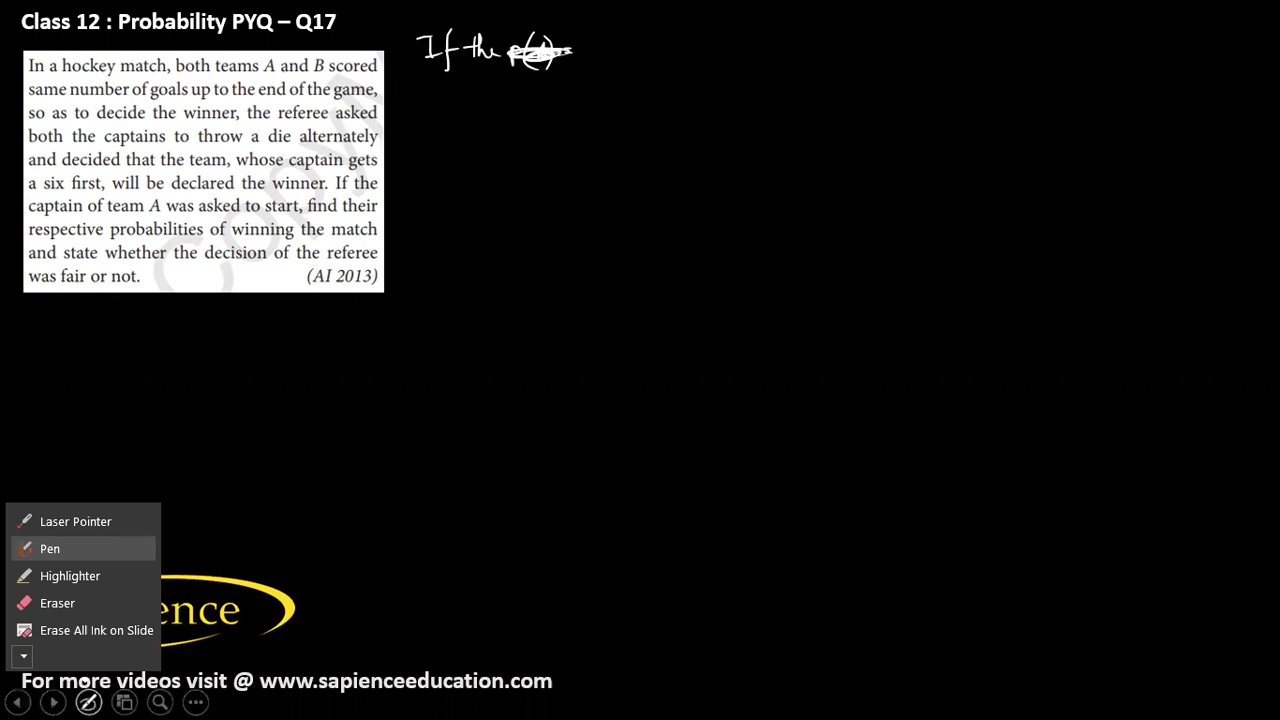 Class 12 : Probability PYQ – Q17
If the
In a hockey match, both teams A and B scored
same number of goals up to the end of the game,
so as to decide the winner, the referee asked
both the captains to throw a die alternately
and decided that the team, whose captain gets
a six first, will be declared the winner. If the
captain of team A was asked to start, find their
respective probabilities of winning the match
and state whether the decision of the referee
was fair or not. (AI 2013)
Laser Pointer
Pen
Highlighter
Eraser
Erase All Ink on Slide
ence
For more videos visit @ www.sapienceeducation.com